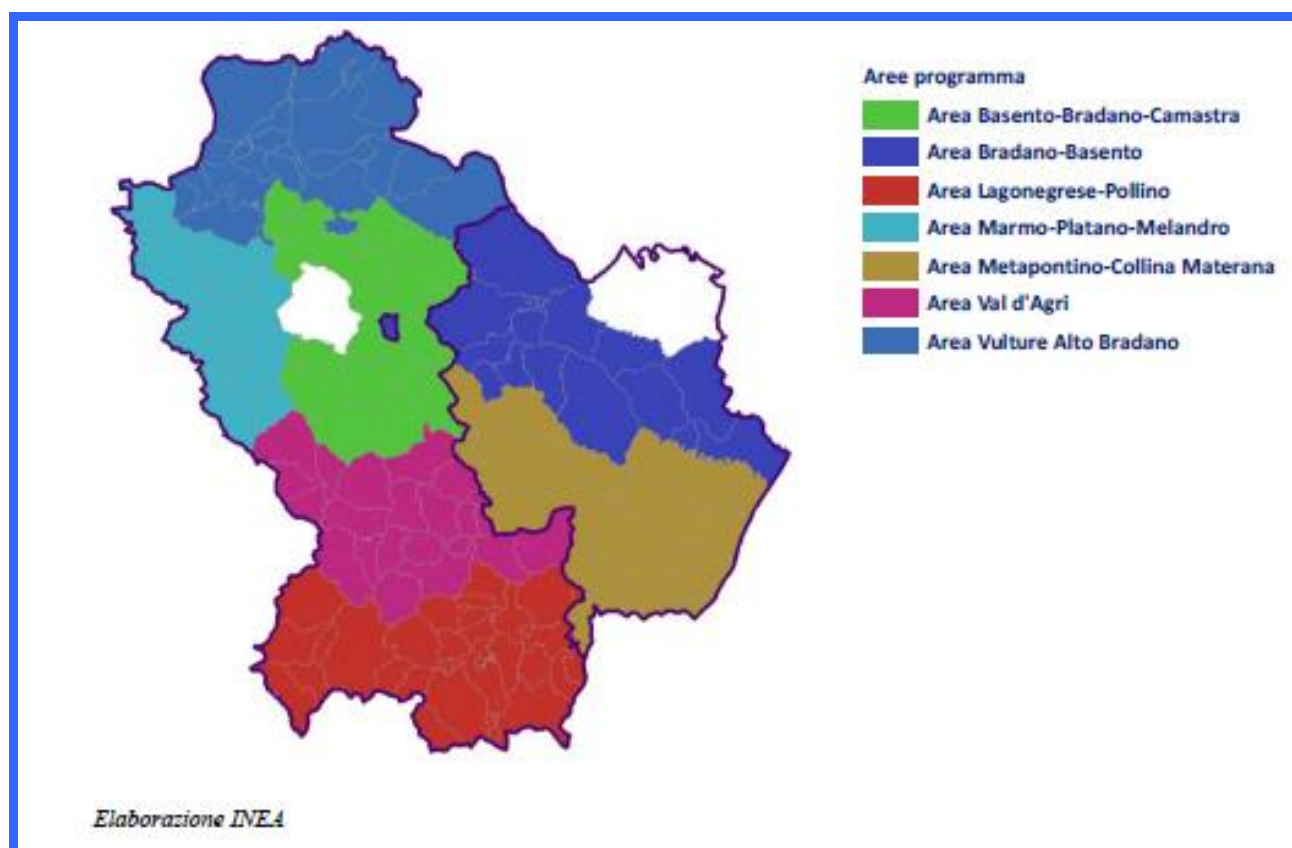 Aree programma
Area Basento-Bradano-Camastra
Area Bradano-Basento
Area Lagonegrese-Pollino
Area Marmo-Platano-Melandro
Area Metapontino-Collina Materana
Area Val d'Agri
Area Vulture Alto Bradano
Elaborazione INEA